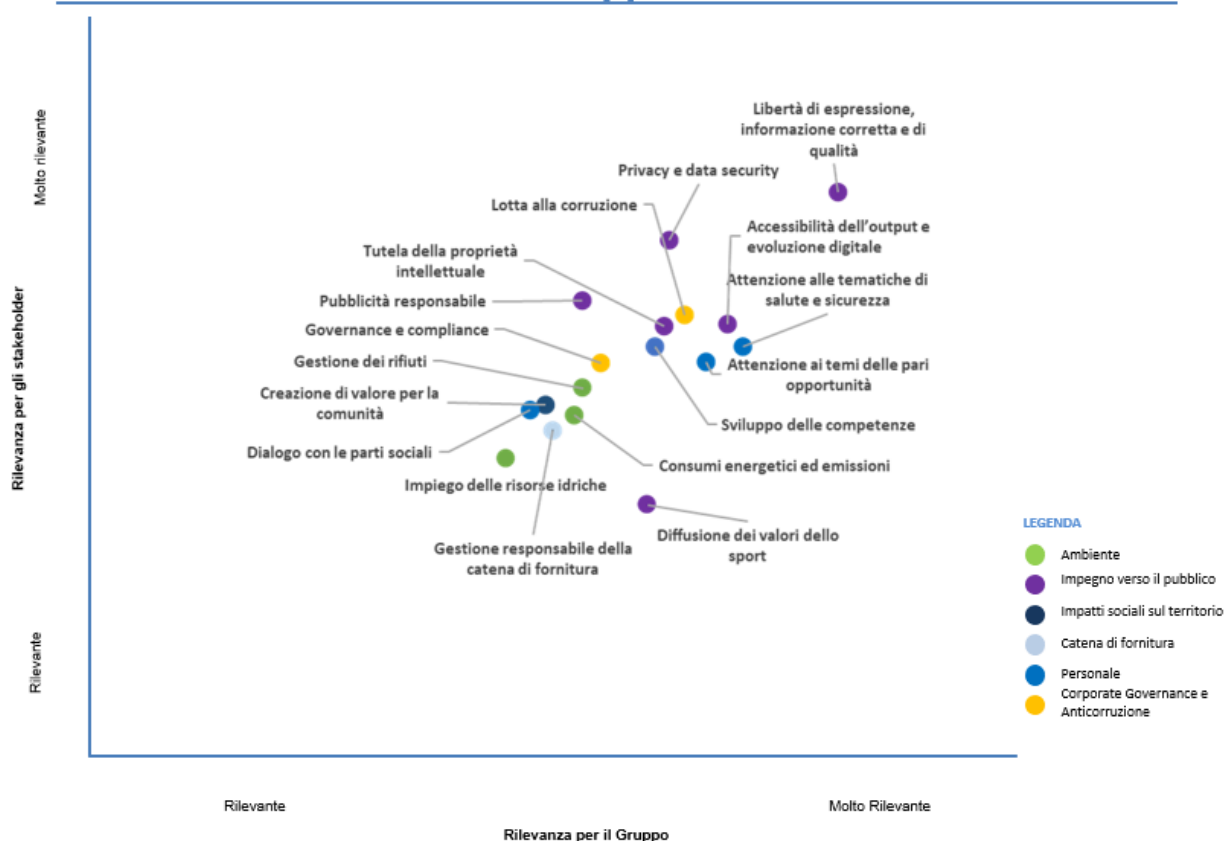 Libertà di espressione,
informazione corretta e di
qualità
Privacy e data security
Lotta alla corruzione
Accessibilità dell'output e
evoluzione digitale
Tutela della proprietà
intellettuale
Attenzione alle tematiche di
salute e sicurezza
Pubblicità responsabile
Governance e compliance
Gestione dei rifiuti
Attenzione ai temi delle pari
opportunità
Creazione di valore per la
comunità
Sviluppo delle competenze
Dialogo con le parti sociali
Consumi energetici ed emissioni
Impiego delle risorse idriche
Diffusione dei valori dello
sport
Gestione responsabile della
catena di fornitura
Molto rilevante
Rilevanza per gli stakeholder
Rilevante
LEGENDA
Ambiente
Impegno verso il pubblico
Impatti sociali sul territorio
Catena di fornitura
Personale
Corporate Governance e
Anticorruzione
Rilevante
Molto Rilevante
Rilevanza per il Gruppo